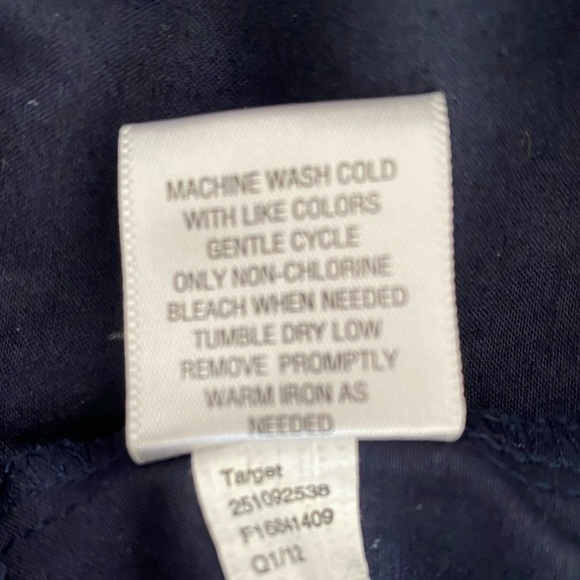 MACHINE WASH COLD
WITH LIKE COLORS
GENTLE CYCLE
ONLY NON-CHLORINE
BLEACH WHEN NEEDED
TUMBLE DRY LOW
REMOVE PROMPTLY
WARM IRON AS
NEEDED
Target
251092538
Q1/12